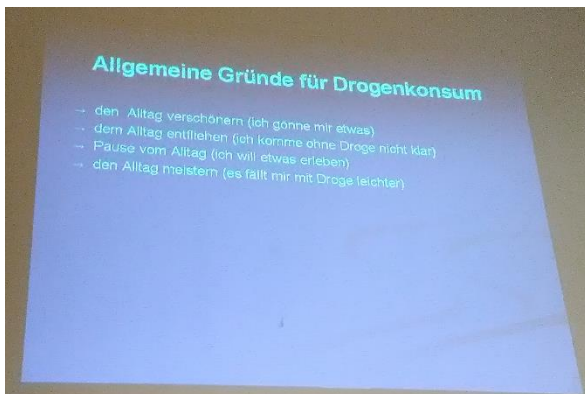 Allgemeine Gründe für Drogenkonsum
→ den Alltag verschönern (ich gönne mir etwas)
→ dem Alltag entfliehen (ich komme ohne Droge nicht klar)
→ Pause vom Alltag (ich will etwas erleben)
→ den Alltag meistern (es fällt mir mit Droge leichter)